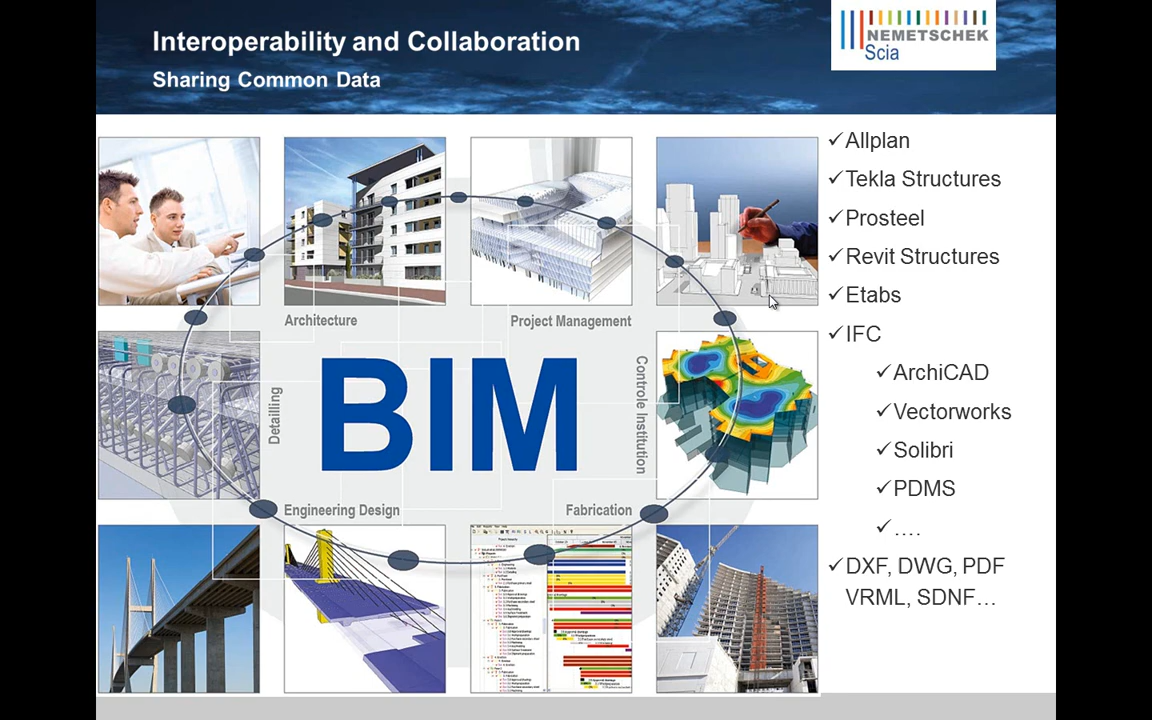 Interoperability and Collaboration
Sharing Common Data
NEMETSCHEK
Scia
Architecture
Project Management
Detailling
BIM
Controle Institution
Engineering Design
Fabrication
✓Allplan
✓Tekla Structures
✓Prosteel
✓Revit Structures
✓Etabs
✓IFC
✓ArchiCAD
✓Vectorworks
✓Solibri
✓PDMS
✓….
✓DXF, DWG, PDF
VRML, SDNF…